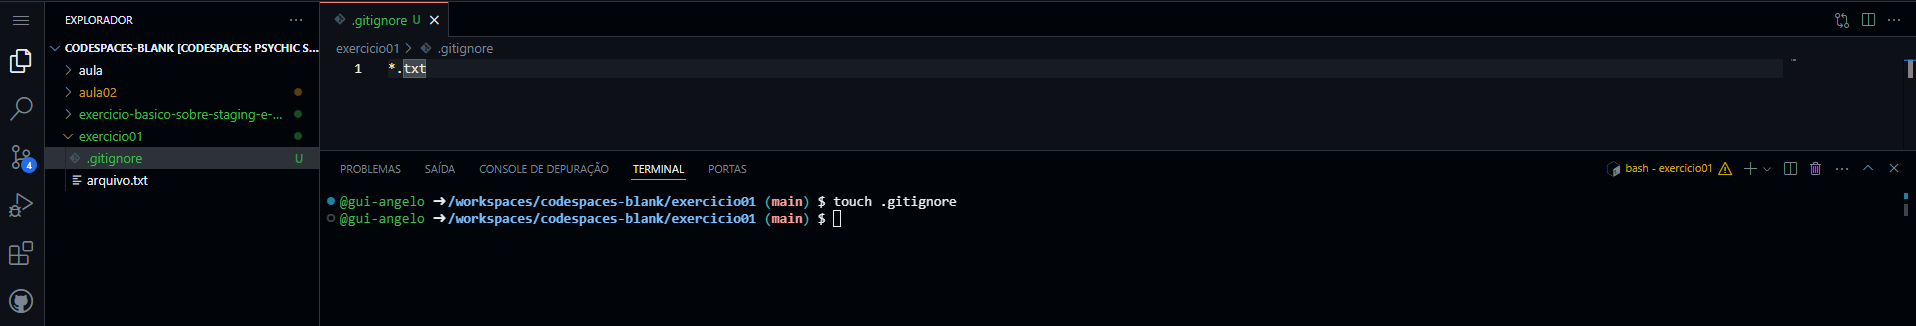 EXPLORADOR ···
CODESPACES-BLANK [CODESPACES: PSYCHIC S...
aula
aula02
exercicio-basico-sobre-staging-e-...
exercicio01
.gitignore U
arquivo.txt
4
.gitignore U
exercicio01 > .gitignore
1 *.txt
PROBLEMAS SAÍDA CONSOLE DE DEPURAÇÃO TERMINAL PORTAS
bash - exercicio01
@gui-angelo ➜ /workspaces/codespaces-blank/exercicio01 (main) $ touch .gitignore
@gui-angelo ➜ /workspaces/codespaces-blank/exercicio01 (main) $